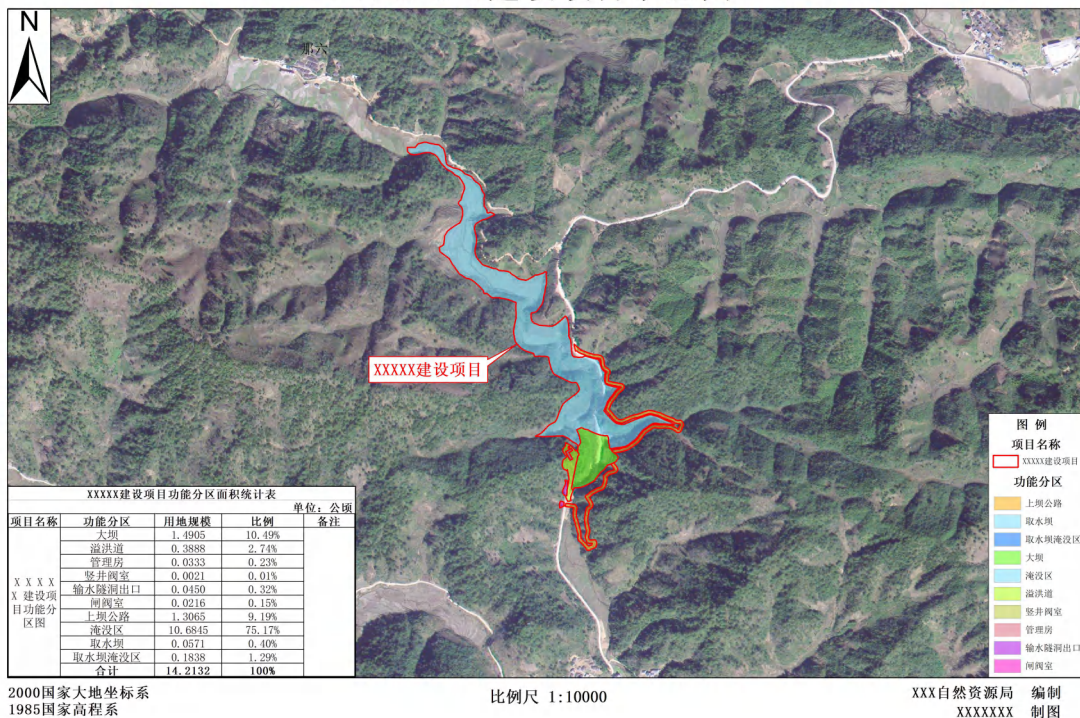 N
那六
XXXXX建设项目
图 例
项目名称
XXXXX建设项目
功能分区
上坝公路
取水坝
取水坝淹没区
大坝
淹没区
溢洪道
竖井阀室
管理房
输水隧洞出口
闸阀室
XXXXX建设项目功能分区面积统计表
单位：公顷
项目名称 功能分区 用地规模 比例 备注
XXXX
X 建设项
目功能分
区图
大坝 1.4905 10.49%
溢洪道 0.3888 2.74%
管理房 0.0333 0.23%
竖井阀室 0.0021 0.01%
输水隧洞出口 0.0450 0.32%
闸阀室 0.0216 0.15%
上坝公路 1.3065 9.19%
淹没区 10.6845 75.17%
取水坝 0.0571 0.40%
取水坝淹没区 0.1838 1.29%
合计 14.2132 100%
2000国家大地坐标系
1985国家高程系
比例尺 1:10000
XXX自然资源局 编制
XXXXXXX 制图